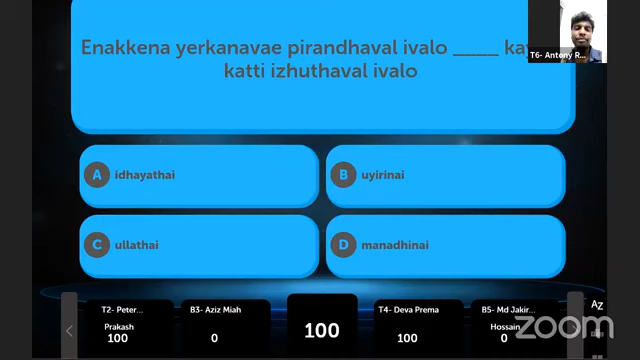 Enakkena yerkanavae pirandhaval ivalo _____
katti izhuthaval ivalo
T6- Antony R...
A idhayathai
B uyirinai
C ullathai
D manadhinai
T2- Peter... B3- Aziz Miah T4- Deva Prema B5- Md Jakir...
Prakash 100 Hossain
100 0 100 0
Az
zoom